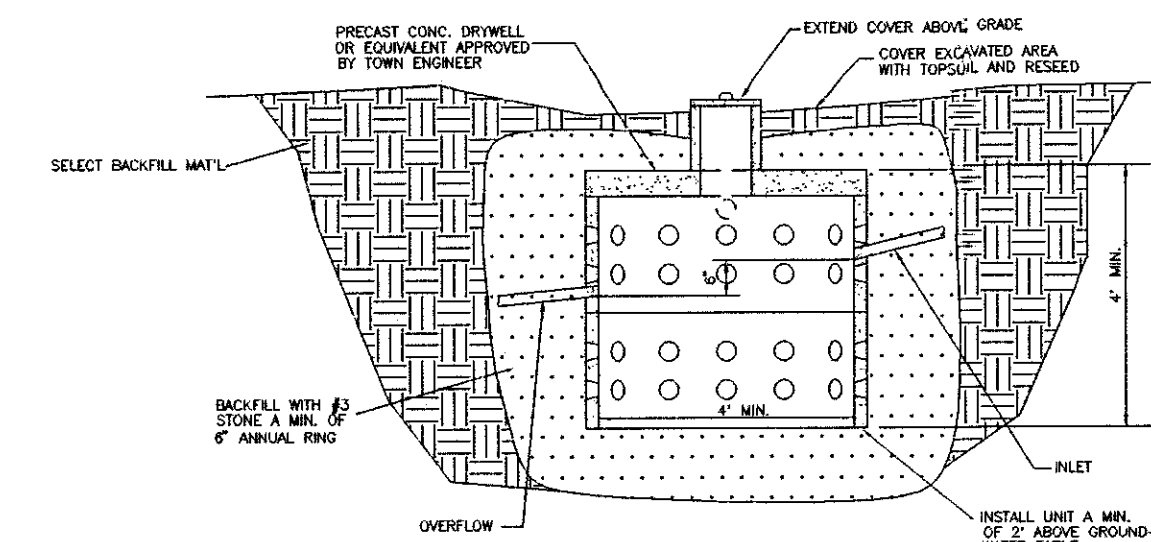 PRECAST CONC. DRYWELL
OR EQUIVALENT APPROVED
BY TOWN ENGINEER
EXTEND COVER ABOVE GRADE
COVER EXCAVATED AREA
WITH TOPSOIL AND RESEED
SELECT BACKFILL MAT'L
6"
4' MIN.
4' MIN.
BACKFILL WITH #3
STONE A MIN. OF
6" ANNUAL RING
INLET
OVERFLOW
INSTALL UNIT A MIN.
OF 2' ABOVE GROUND-
WATER TABLE